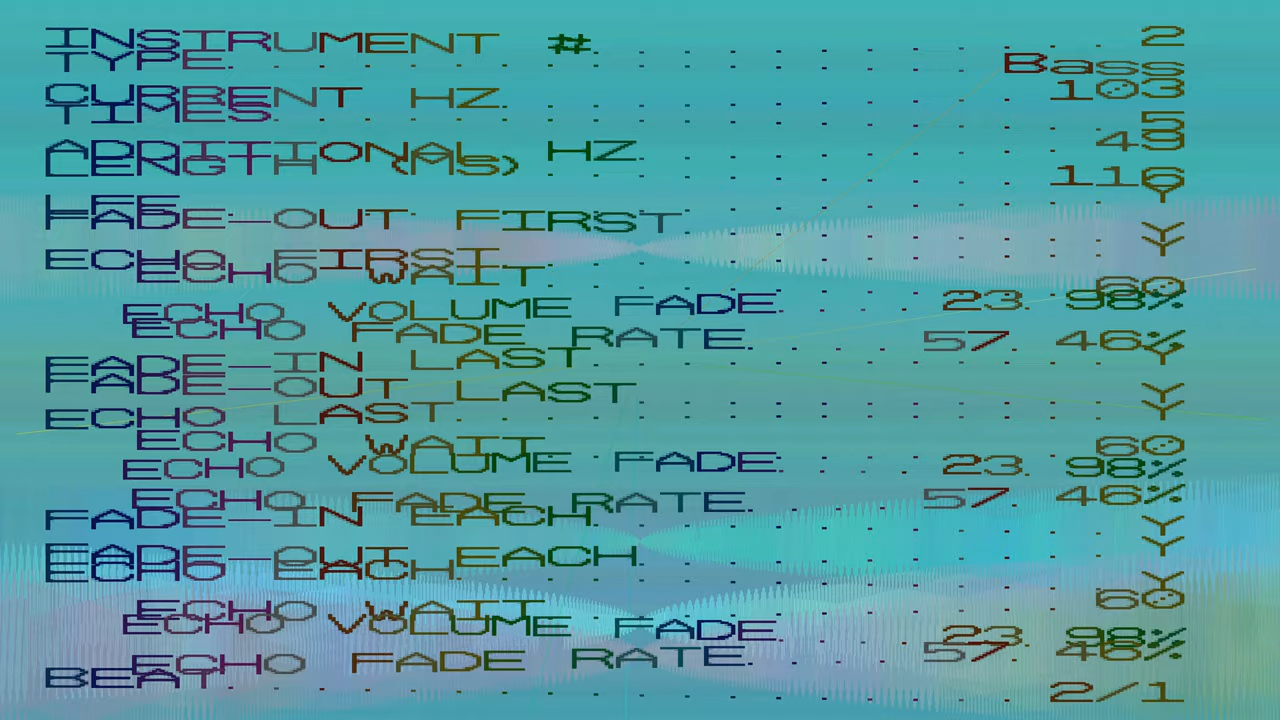 INSTRUMENT # . . . . . . . . . . . . 2
TYPE. . . . . . . . . . . . . . . . . . Bass
CURRENT HZ. . . . . . . . . . . . 103
TIMES. . . . . . . . . . . . . . . . . . . 5
ADDITIONAL HZ. . . . . . . . . . 43
LENGTH (MS) . . . . . . . . . . . 116
LFE. . . . . . . . . . . . . . . . . . . . Y
FADE-OUT FIRST. . . . . . . . . . Y
ECHO FIRST. . . . . . . . . . . . . . Y
ECHO WAIT. . . . . . . . . . . . . 60
ECHO VOLUME FADE. . . . 23.98%
ECHO FADE RATE. . . . . 57.46%
FADE-IN LAST. . . . . . . . . . . . Y
FADE-OUT LAST. . . . . . . . . . . Y
ECHO LAST. . . . . . . . . . . . . . . Y
ECHO WAIT. . . . . . . . . . . . . 60
ECHO VOLUME FADE. . . . 23.98%
ECHO FADE RATE. . . . . 57.46%
FADE-IN EACH. . . . . . . . . . . . Y
FADE-OUT EACH. . . . . . . . . . . Y
ECHO EACH. . . . . . . . . . . . . . . Y
ECHO WAIT. . . . . . . . . . . . . 60
ECHO VOLUME FADE. . . . 23.98%
ECHO FADE RATE. . . . . 57.46%
BEAT. . . . . . . . . . . . . . . . . . 2/1